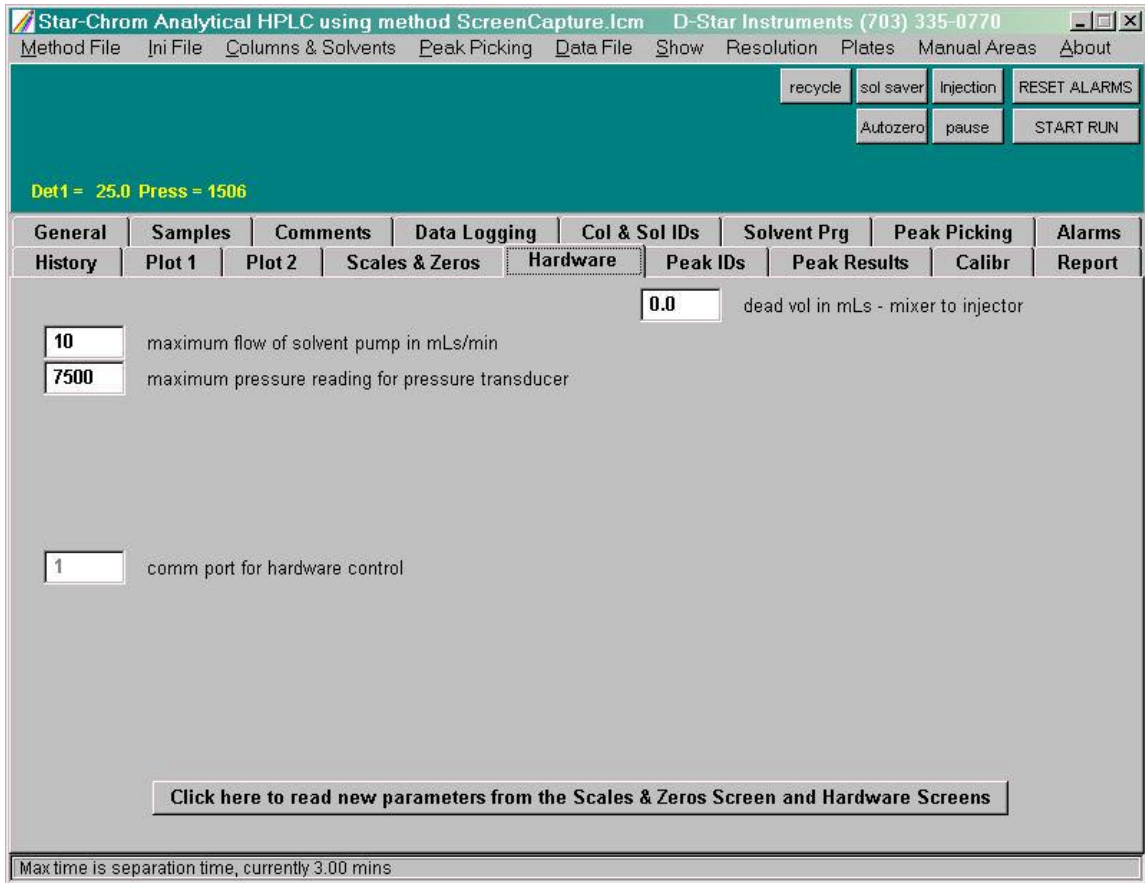 Star-Chrom Analytical HPLC using method ScreenCapture.lcm D-Star Instruments (703) 335-0770
Method File Ini File Columns & Solvents Peak Picking Data File Show Resolution Plates Manual Areas About
recycle sol saver Injection RESET ALARMS
Autozero pause START RUN
Det1 = 25.0 Press = 1506
General Samples Comments Data Logging Col & Sol IDs Solvent Prg Peak Picking Alarms
History Plot 1 Plot 2 Scales & Zeros Hardware Peak IDs Peak Results Calibr Report
0.0 dead vol in mLs - mixer to injector
10 maximum flow of solvent pump in mLs/min
7500 maximum pressure reading for pressure transducer
1 comm port for hardware control
Click here to read new parameters from the Scales & Zeros Screen and Hardware Screens
Max time is separation time, currently 3.00 mins